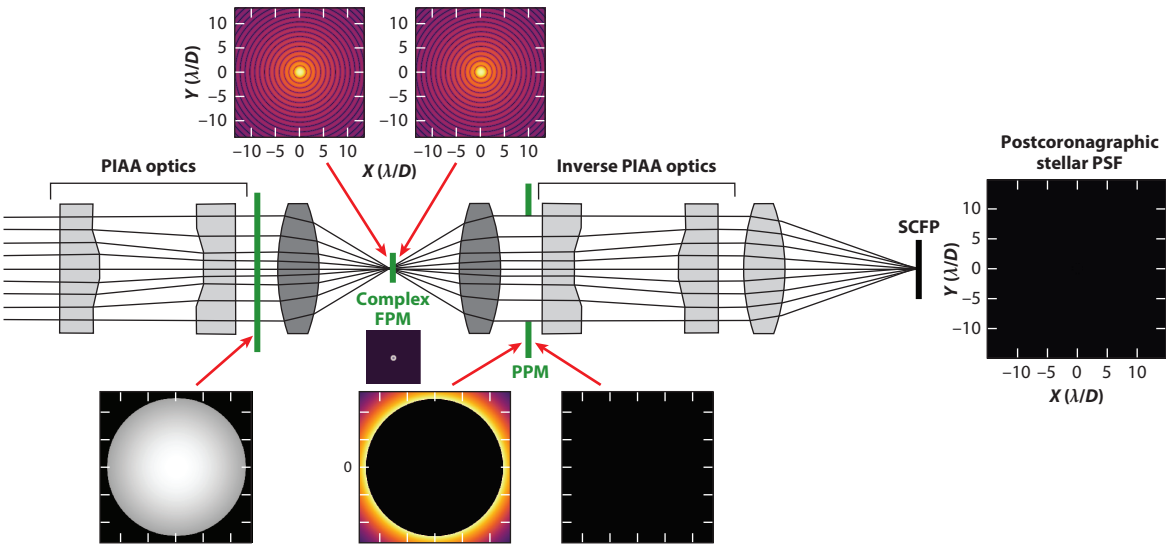 10
5
0
−5
−10
Y (λ/D)
−10 −5 0 5 10
10
5
0
−5
−10
−10 −5 0 5 10
X (λ/D)
PIAA optics
Inverse PIAA optics
Postcoronagraphic
stellar PSF
SCFP
10
5
0
−5
−10
Y (λ/D)
−10 −5 0 5 10
X (λ/D)
Complex
FPM
PPM
0